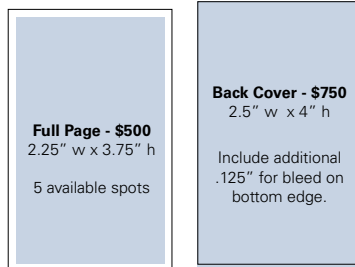 Full Page - $500
2.25” w x 3.75” h
5 available spots
Back Cover - $750
2.5” w x 4” h
Include additional
.125” for bleed on
bottom edge.